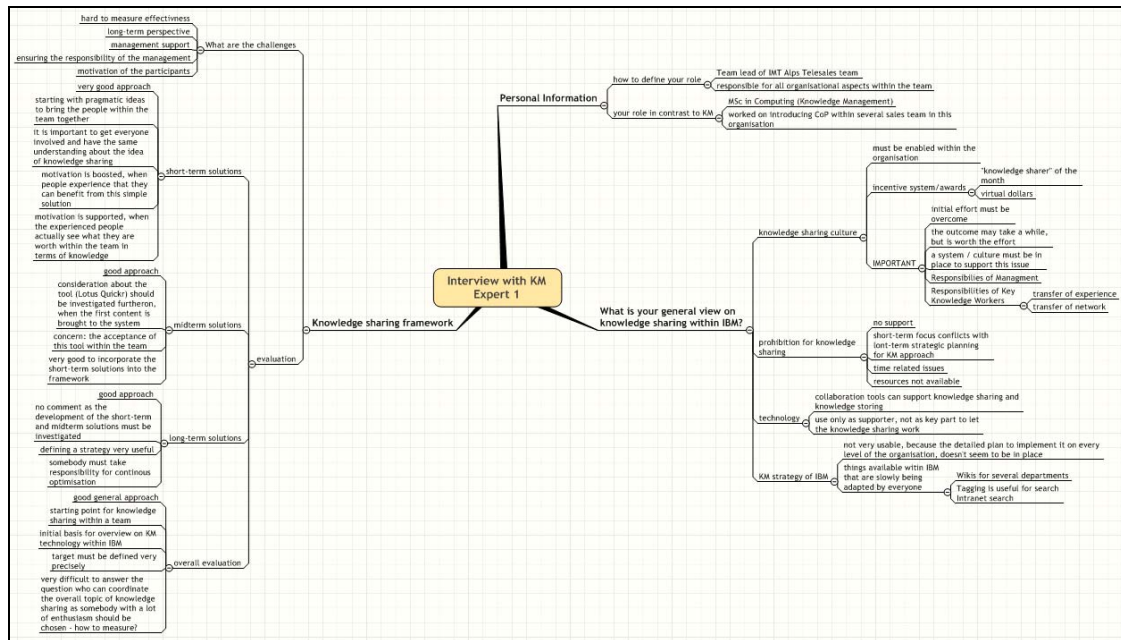 Interview with KM
Expert 1
Personal Information
how to define your role
Team lead of IMT Alps Telesales team
responsible for all organisational aspects within the team
your role in contrast to KM
MSc in Computing (Knowledge Management)
worked on introducing CoP within several sales team in this
organisation
What is your general view on
knowledge sharing within IBM?
knowledge sharing culture
must be enabled within the
organisation
incentive system/awards
"knowledge sharer" of the
month
virtual dollars
IMPORTANT
initial effort must be
overcome
the outcome may take a while,
but is worth the effort
a system / culture must be in
place to support this issue
Responsibilies of Managment
Responsibilities of Key
Knowledge Workers
transfer of experience
transfer of network
prohibition for knowledge
sharing
no support
short-term focus conflicts with
lont-term strategic planning
for KM approach
time related issues
resources not available
technology
collaboration tools can support knowledge sharing and
knowledge storing
use only as supporter, not as key part to let
the knowledge sharing work
KM strategy of IBM
not very usable, because the detailed plan to implement it on every
level of the organisation, doesn't seem to be in place
things available witin IBM
that are slowly being
adapted by everyone
Wikis for several departments
Tagging is useful for search
Intranet search
Knowledge sharing framework
What are the challenges
hard to measure effectivness
long-term perspective
management support
ensuring the responsibility of the management
motivation of the participants
evaluation
short-term solutions
very good approach
starting with pragmatic ideas
to bring the people within the
team together
it is important to get everyone
involved and have the same
understanding about the idea
of knowledge sharing
motivation is boosted, when
people experience that they
can benefit from this simple
solution
motivation is supported, when
the experienced people
actually see what they are
worth within the team in
terms of knowledge
midterm solutions
good approach
consideration about the
tool (Lotus Quickr) should
be investigated furtheron,
when the first content is
brought to the system
concern: the acceptance of
this tool within the team
very good to incorporate the
short-term solutions into the
framework
long-term solutions
good approach
no comment as the
development of the short-term
and midterm solutions must be
investigated
defining a strategy very useful
somebody must take
responsibility for continous
optimisation
overall evaluation
good general approach
starting point for knowledge
sharing within a team
initial basis for overview on KM
technology within IBM
target must be defined very
precisely
very difficult to answer the
question who can coordinate
the overall topic of knowledge
sharing as somebody with a lot
of enthusiasm should be
chosen - how to measure?